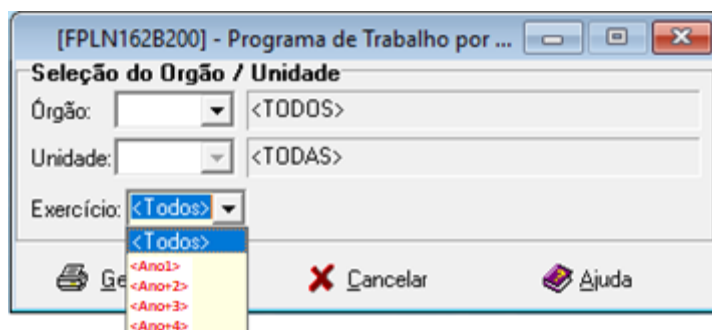 [FPLN162B200] - Programa de Trabalho por ...
Seleção do Orgão / Unidade
Órgão: <TODOS>
Unidade: <TODAS>
Exercício: <Todos>
<Todos>
<Ano1>
<Ano+2>
<Ano+3>
<Ano+4>
Cancelar
Ajuda